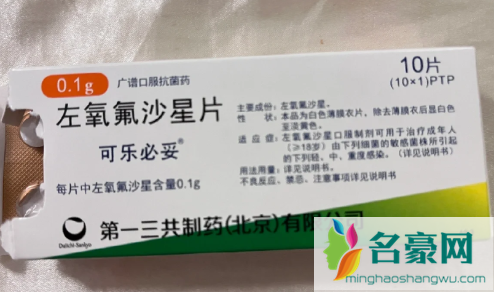 0.1g 广谱口服抗菌药
10片
(10×1)PTP
左氧氟沙星片
可乐必妥®
每片中左氧氟沙星含量0.1g
主要成份：左氧氟沙星。
性 状：本品为白色薄膜衣片，除去薄膜衣后显白色
至淡黄色。
适 应 症：左氧氟沙星口服制剂可用于治疗成年人
(≥18岁) 由下列细菌的敏感菌株所引起
的下列轻、中、重度感染。（详见说明书）
用法用量：详见说明书
不良反应、禁忌、注意事项详见说明书
Daiichi-Sankyo
第一三共制药(北京)有限公司
名豪网
minghaoshangwu.com